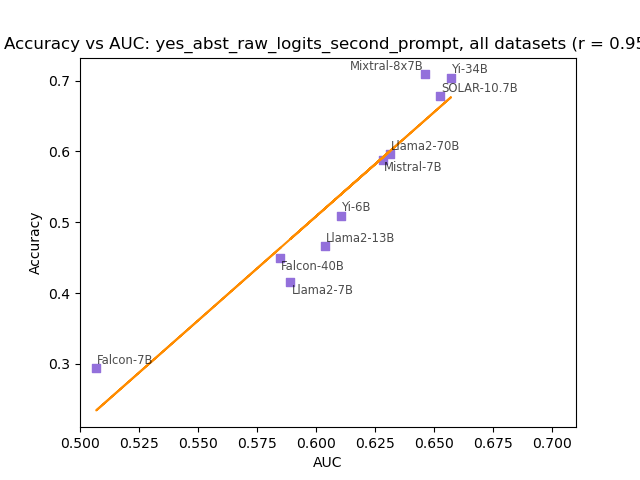 Accuracy vs AUC: yes_abst_raw_logits_second_prompt, all datasets (r = 0.95
0.7
0.6
0.5
0.4
0.3
Accuracy
Mixtral-8x7B
Yi-34B
SOLAR-10.7B
Llama2-70B
Mistral-7B
Yi-6B
Llama2-13B
Falcon-40B
Llama2-7B
Falcon-7B
0.500 0.525 0.550 0.575 0.600 0.625 0.650 0.675 0.700
AUC